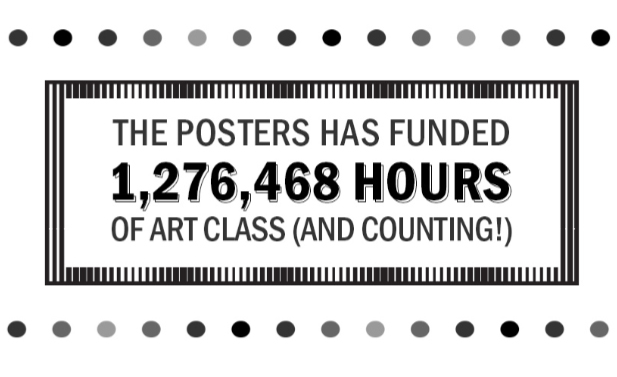 THE POSTERS HAS FUNDED
1,276,468 HOURS
OF ART CLASS (AND COUNTING!)